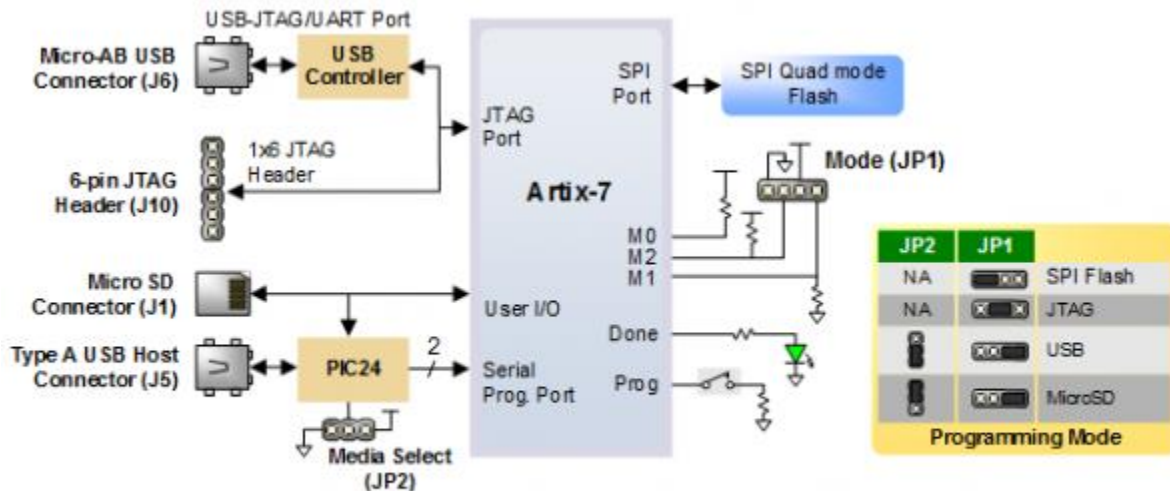 USB-JTAG/UART Port
Micro-AB USB
Connector (J6)
USB
Controller
SPI
Port
SPI Quad mode
Flash
JTAG
Port
1x6 JTAG
Header
6-pin JTAG
Header (J10)
Artix-7
Mode (JP1)
M0
M2
M1
Micro SD
Connector (J1)
User I/O
Done
Type A USB Host
Connector (J5)
PIC24
2
Serial
Prog. Port
Prog
Media Select
(JP2)
JP2 JP1
NA SPI Flash
NA JTAG
USB
MicroSD
Programming Mode